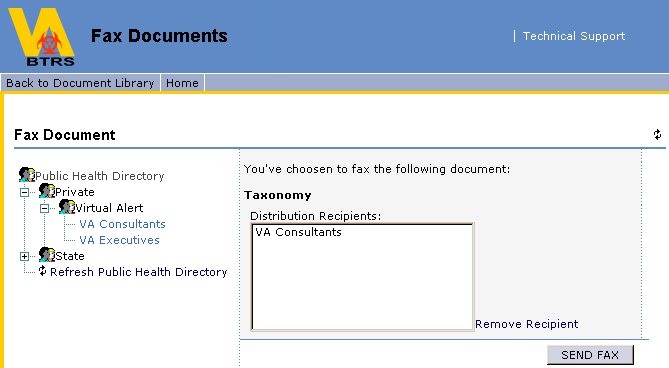 VA
BTRS
Fax Documents
| Technical Support
Back to Document Library | Home
Fax Document
Public Health Directory
Private
Virtual Alert
VA Consultants
VA Executives
State
Refresh Public Health Directory
You've choosen to fax the following document:
Taxonomy
Distribution Recipients:
VA Consultants
Remove Recipient
SEND FAX